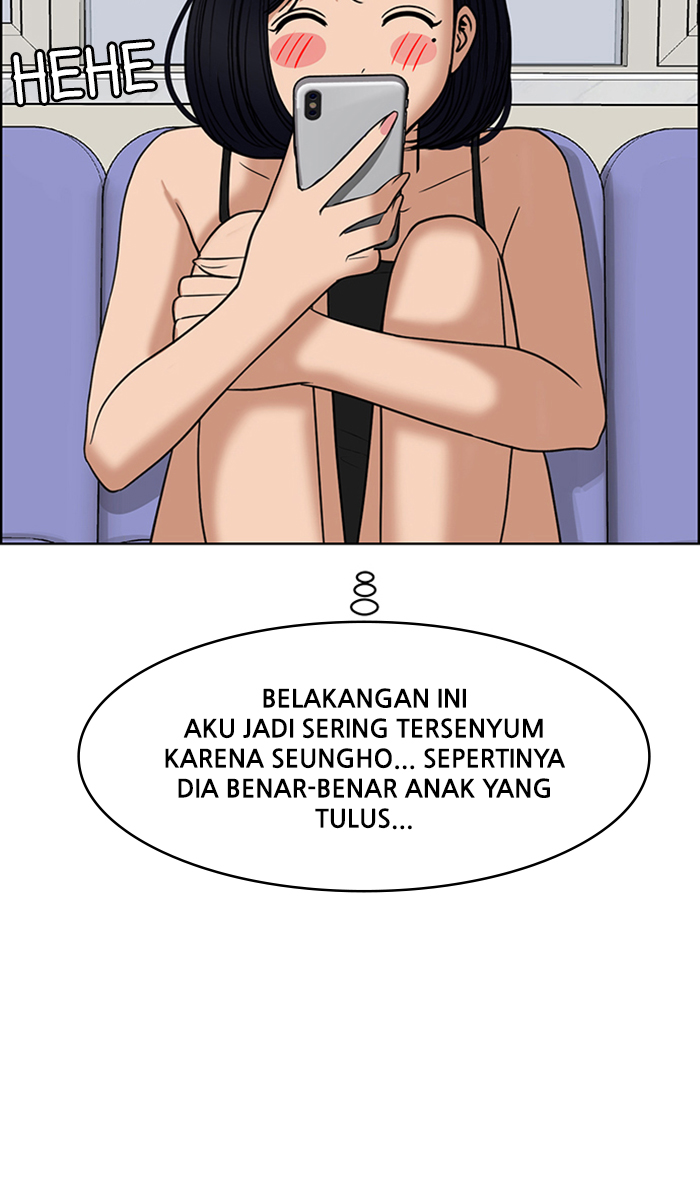 HEHE
BELAKANGAN INI
AKU JADI SERING TERSENYUM
KARENA SEUNGHO... SEPERTINYA
DIA BENAR-BENAR ANAK YANG
TULUS...